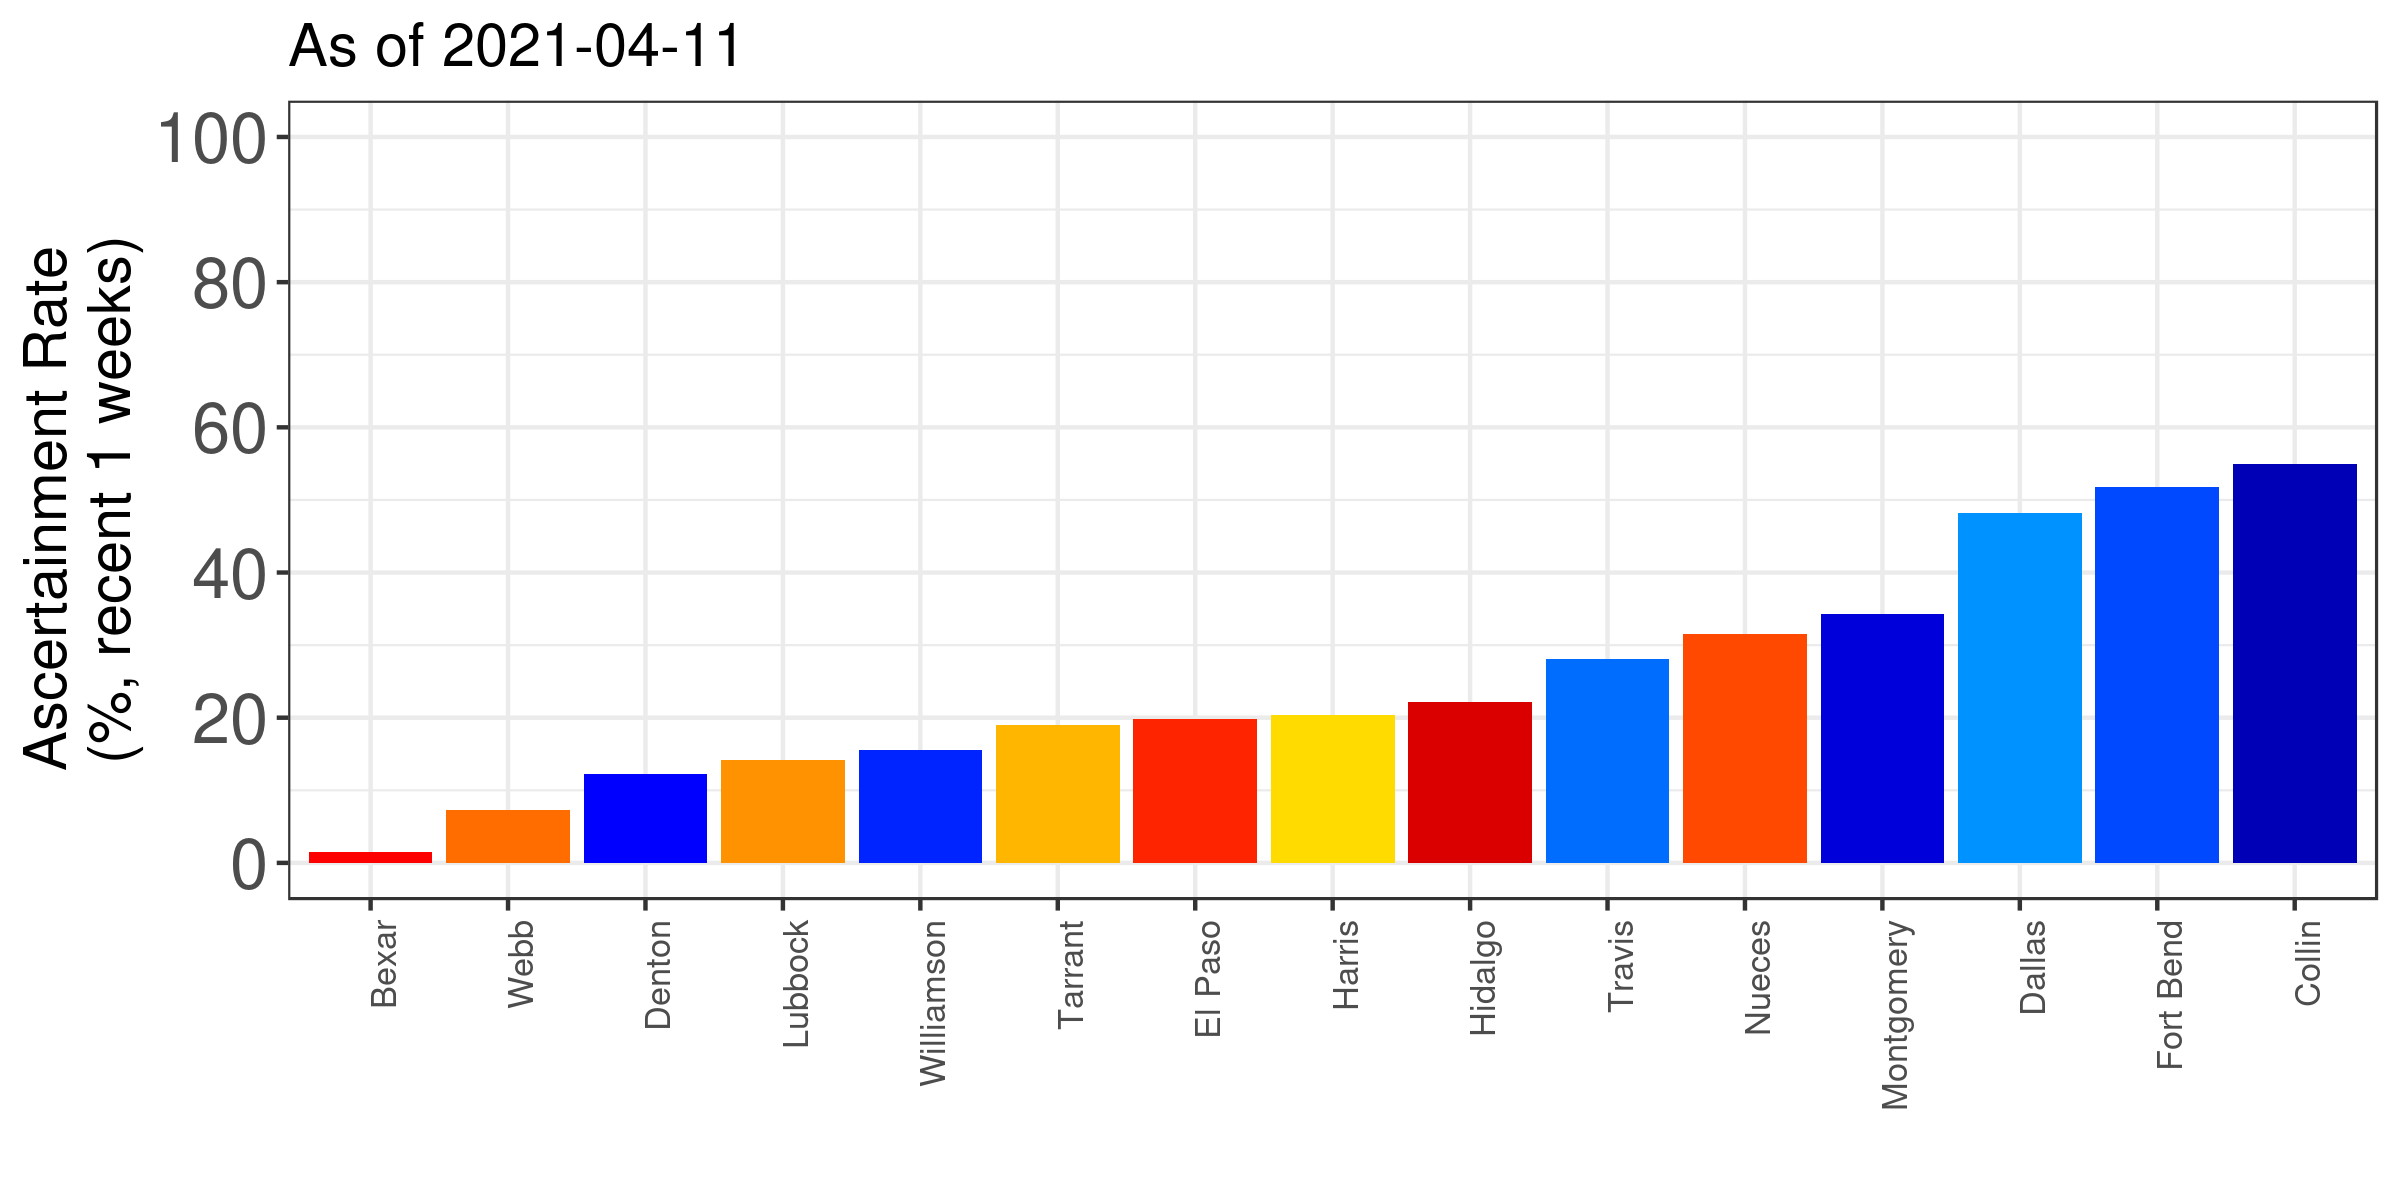 As of 2021-04-11
Ascertainment Rate
(%, recent 1 weeks)
100
80
60
40
20
0
Bexar
Webb
Denton
Lubbock
Williamson
Tarrant
El Paso
Harris
Hidalgo
Travis
Nueces
Montgomery
Dallas
Fort Bend
Collin